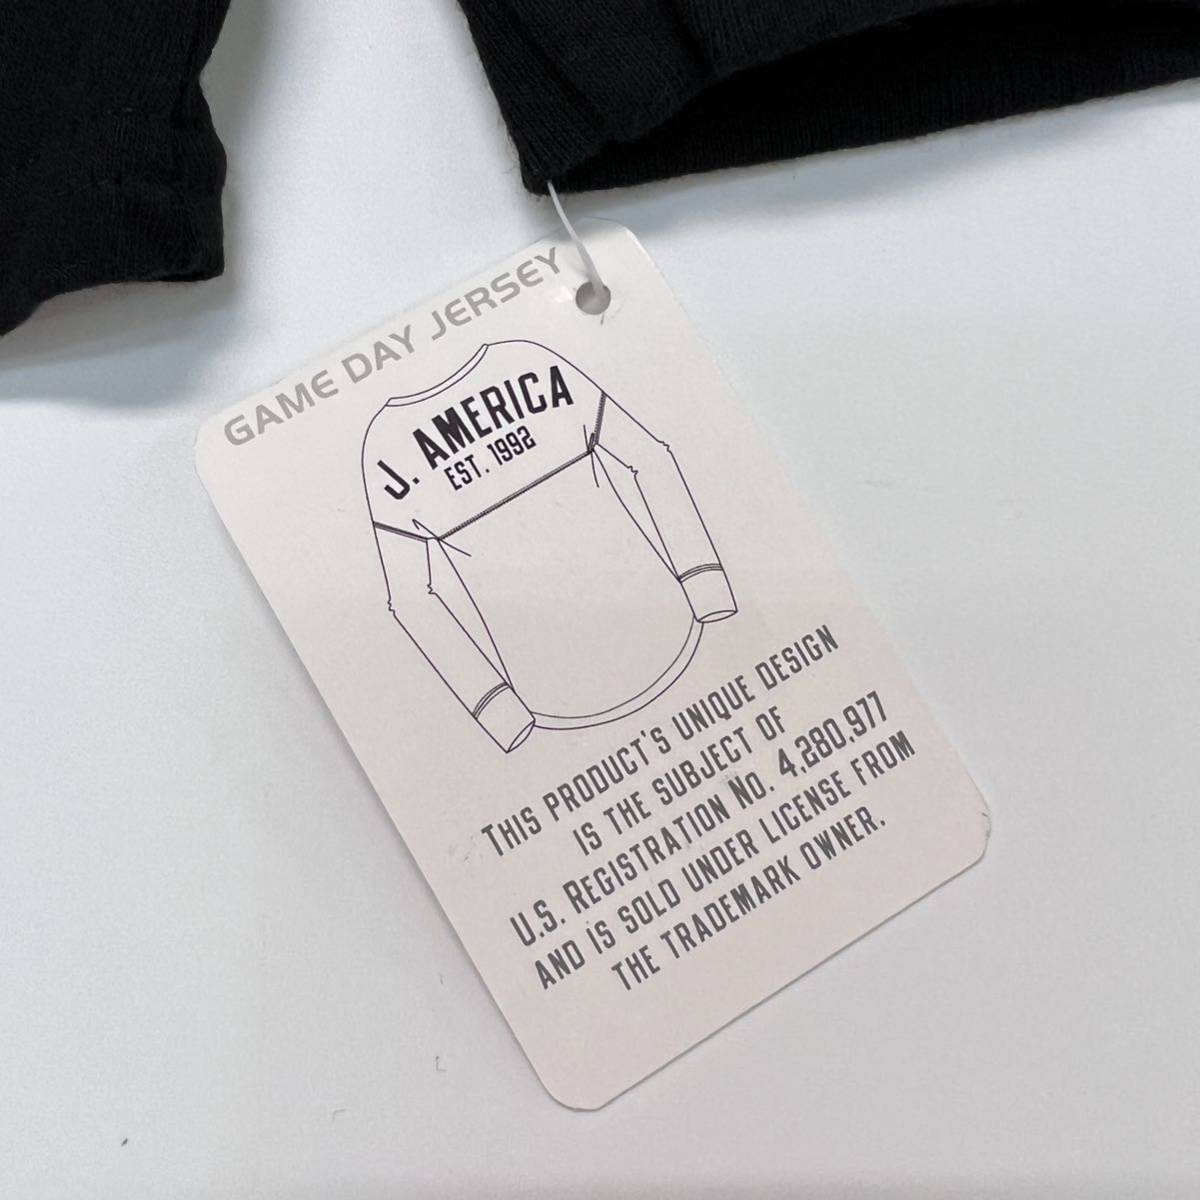 GAME DAY JERSEY
J. AMERICA
EST. 1992
THIS PRODUCT'S UNIQUE DESIGN
IS THE SUBJECT OF
U.S. REGISTRATION NO. 4,280,977
AND IS SOLD UNDER LICENSE FROM
THE TRADEMARK OWNER.